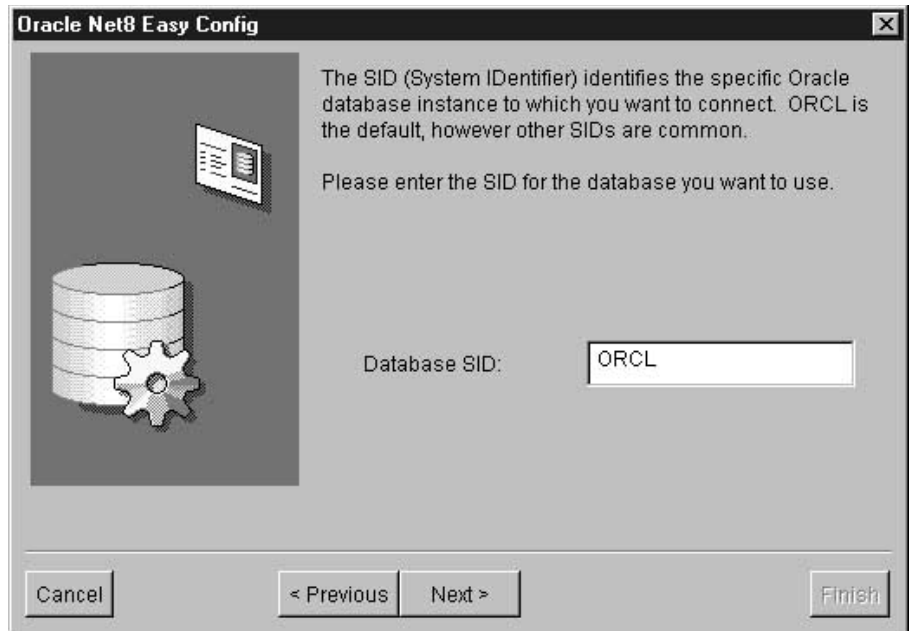 Oracle Net8 Easy Config
The SID (System IDentifier) identifies the specific Oracle
database instance to which you want to connect. ORCL is
the default, however other SIDs are common.
Please enter the SID for the database you want to use.
Database SID:
ORCL
Cancel
< Previous
Next >
Finish